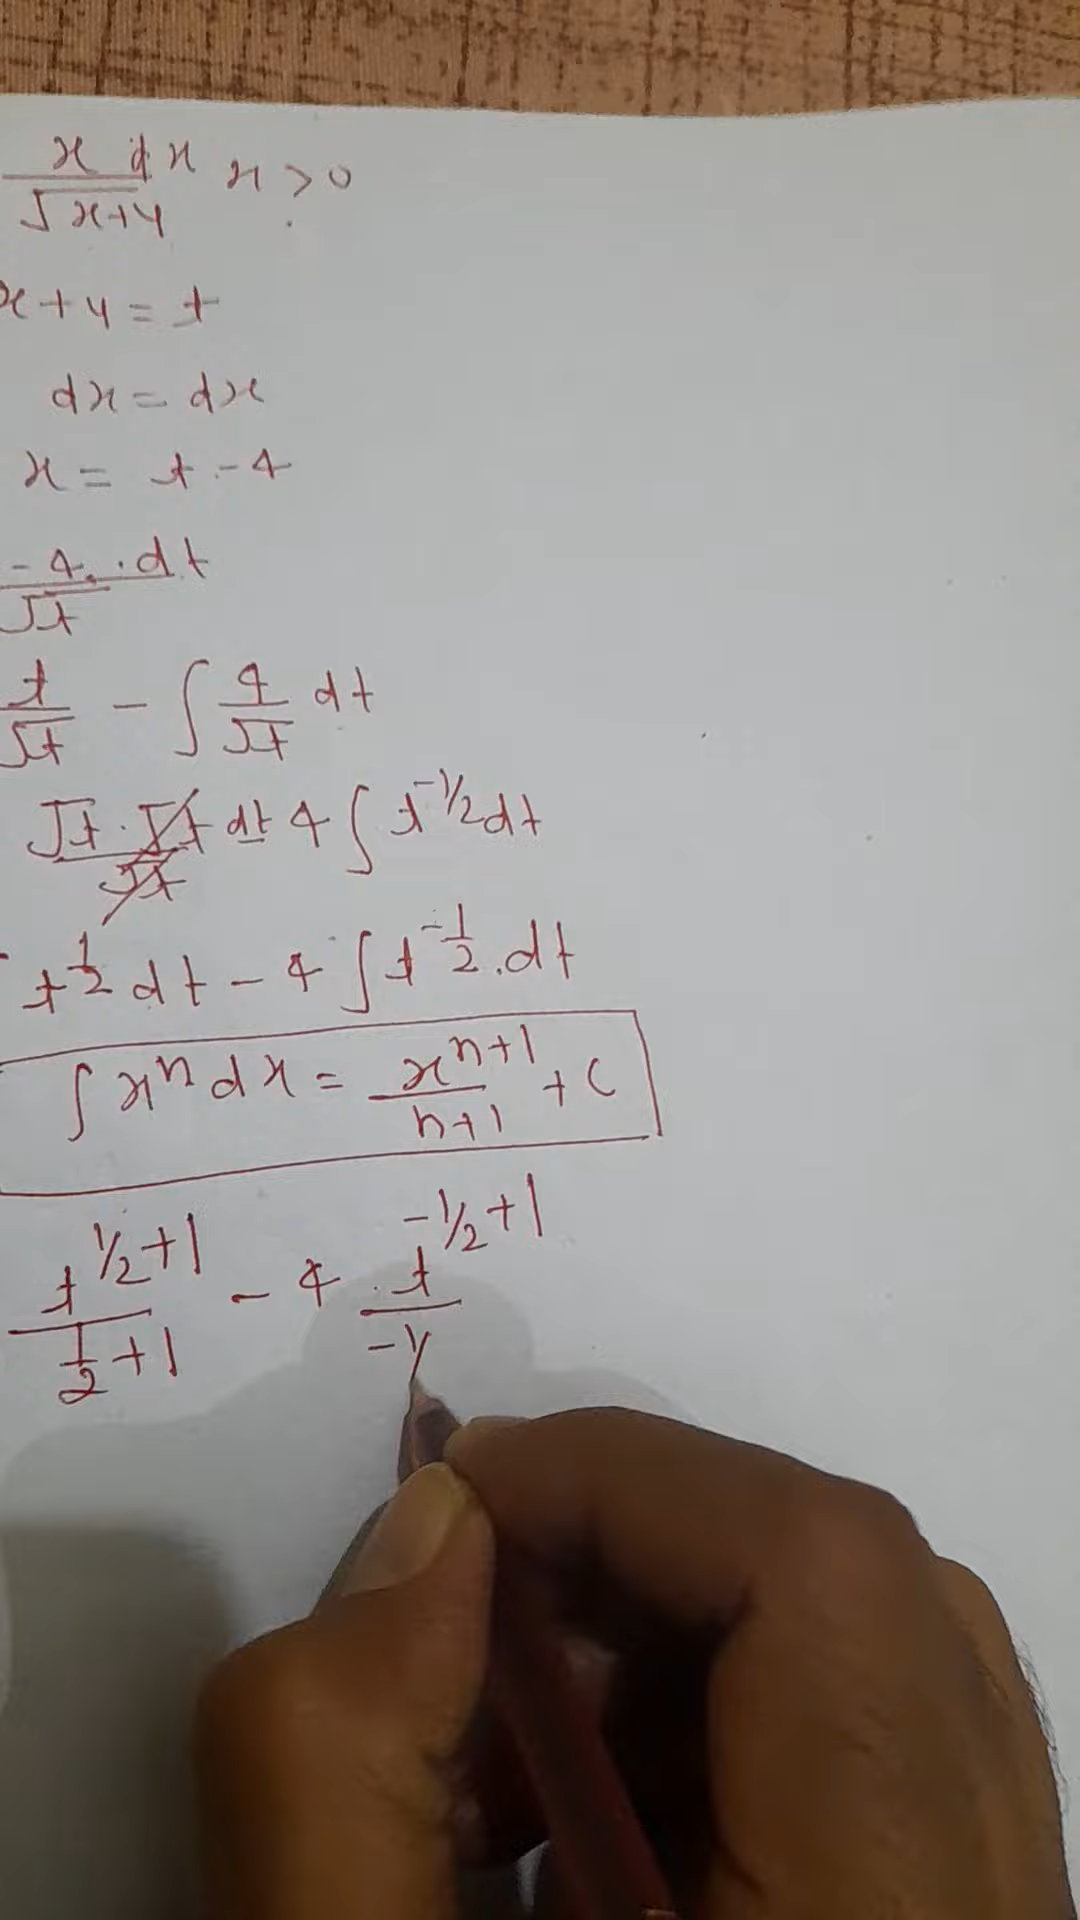 x dx/√x+4 x > 0
x+4 = t
dx = dx
x = t - 4
- 4 . dt/√t
t/√t - ∫ 4/√t dt
√t . √t/√t dt 4 ∫ t^-1/2 dt
t^1/2 dt - 4 ∫ t^-1/2 . dt
∫ x^n dx = x^n+1/n+1 + C
t^1/2+1/1/2+1 - 4 . t^-1/2+1/-1